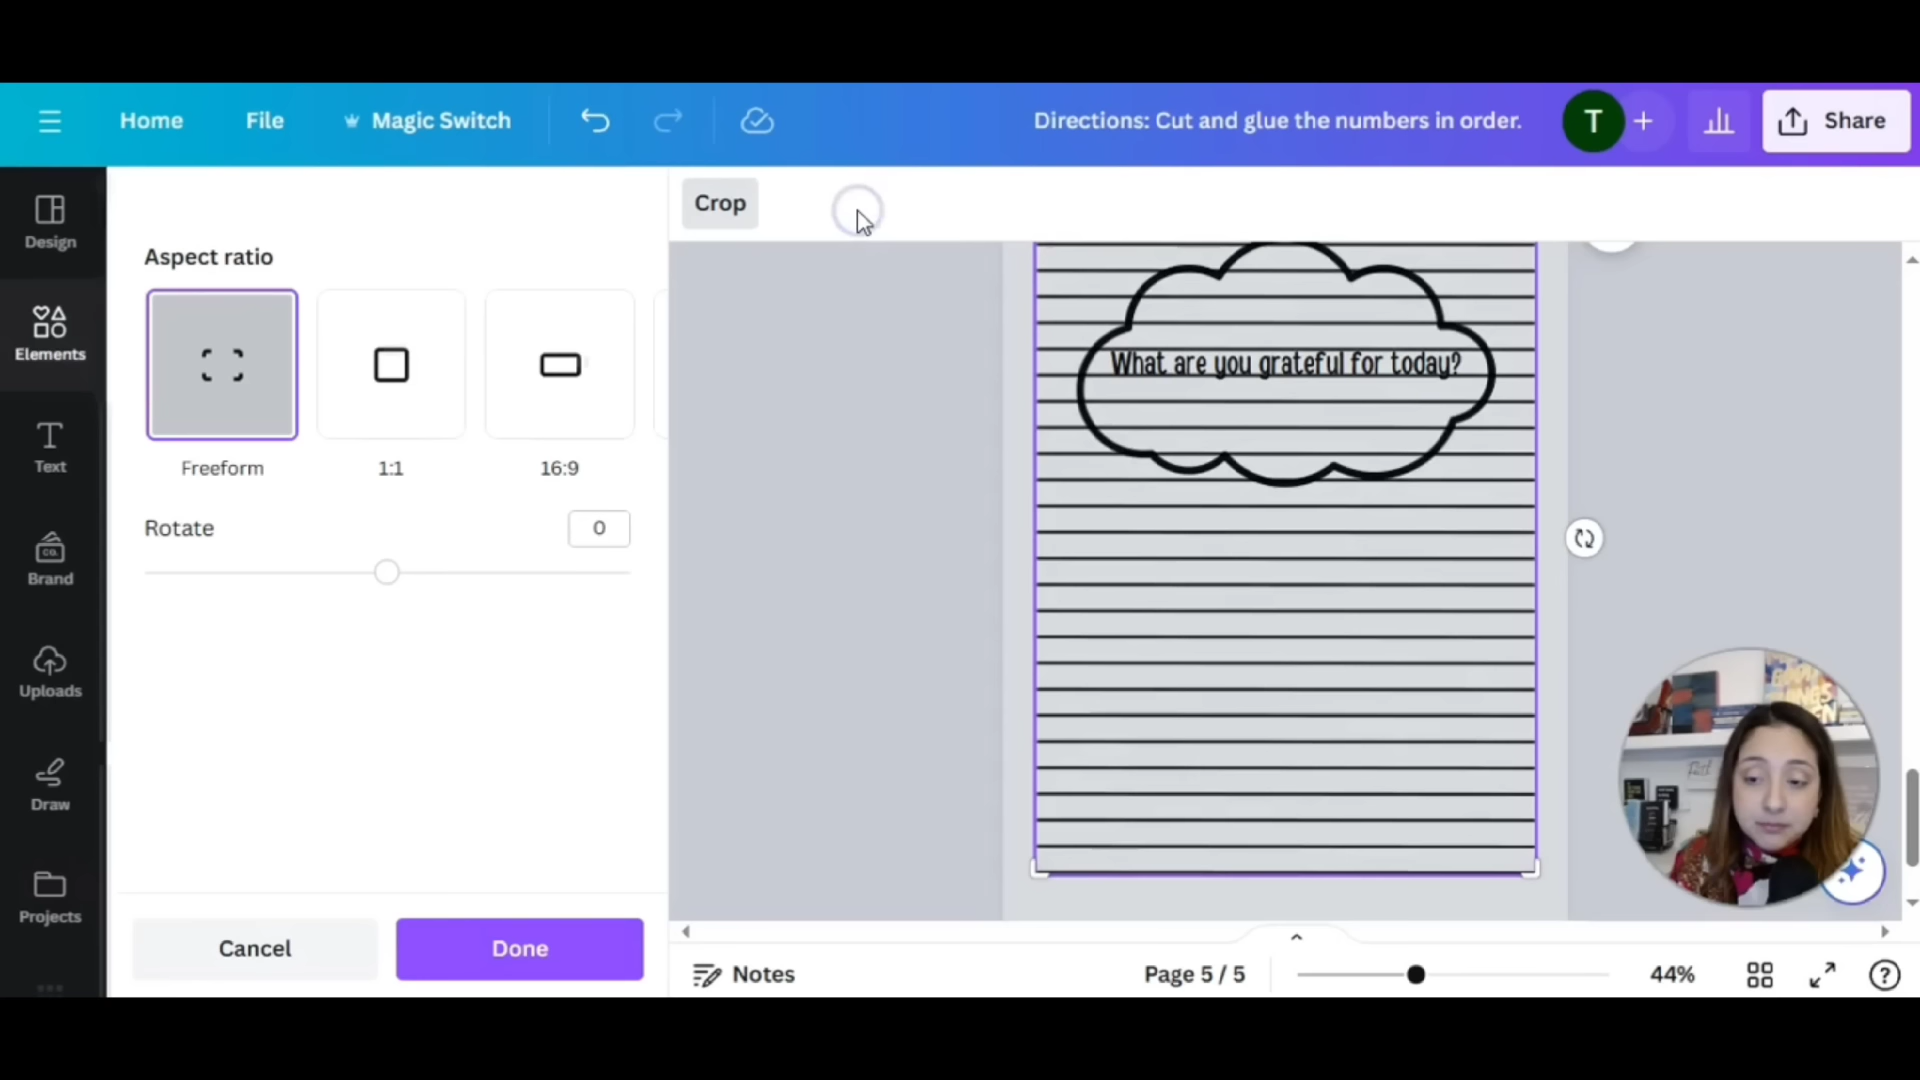 Home File Magic Switch Directions: Cut and glue the numbers in order. T + Share
Design
Elements
Text
CO.
Brand
Uploads
Draw
Projects
Aspect ratio
Freeform 1:1 16:9
Rotate 0
Cancel Done
Crop
What are you grateful for today?
Notes Page 5 / 5 44% ?